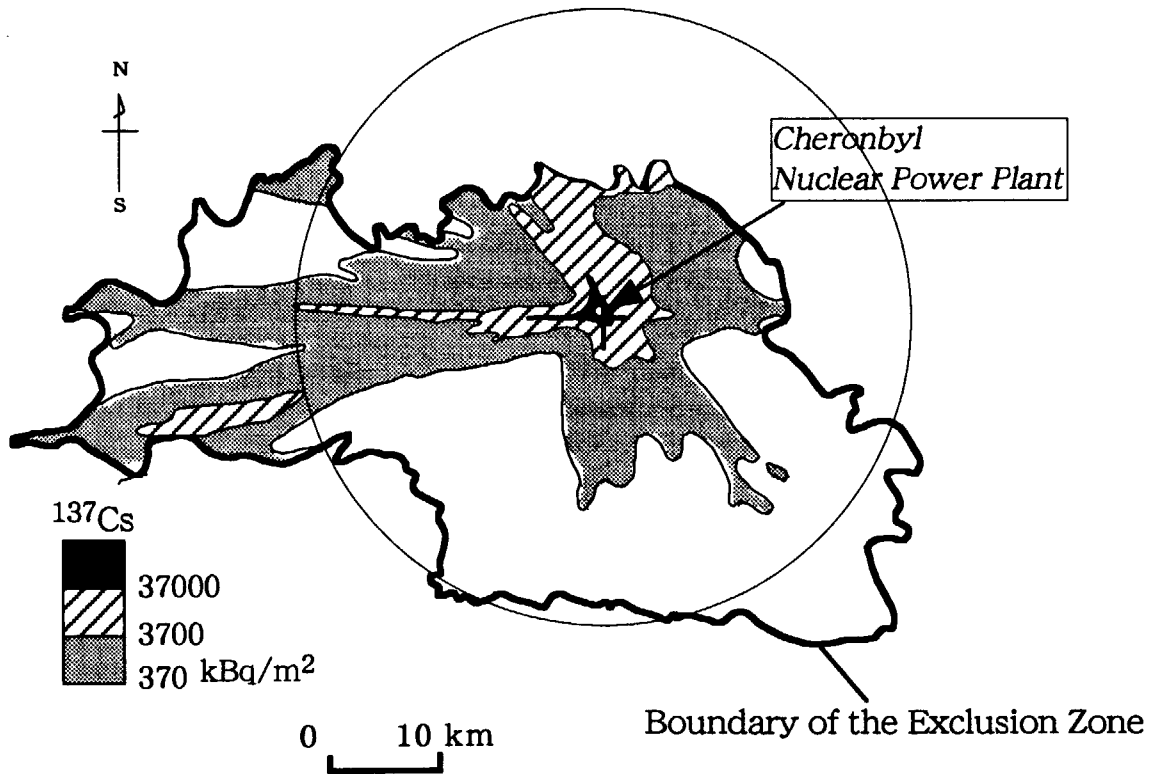 N
S
Cheronbyl
Nuclear Power Plant
137Cs
37000
3700
370 kBq/m2
0 10 km
Boundary of the Exclusion Zone